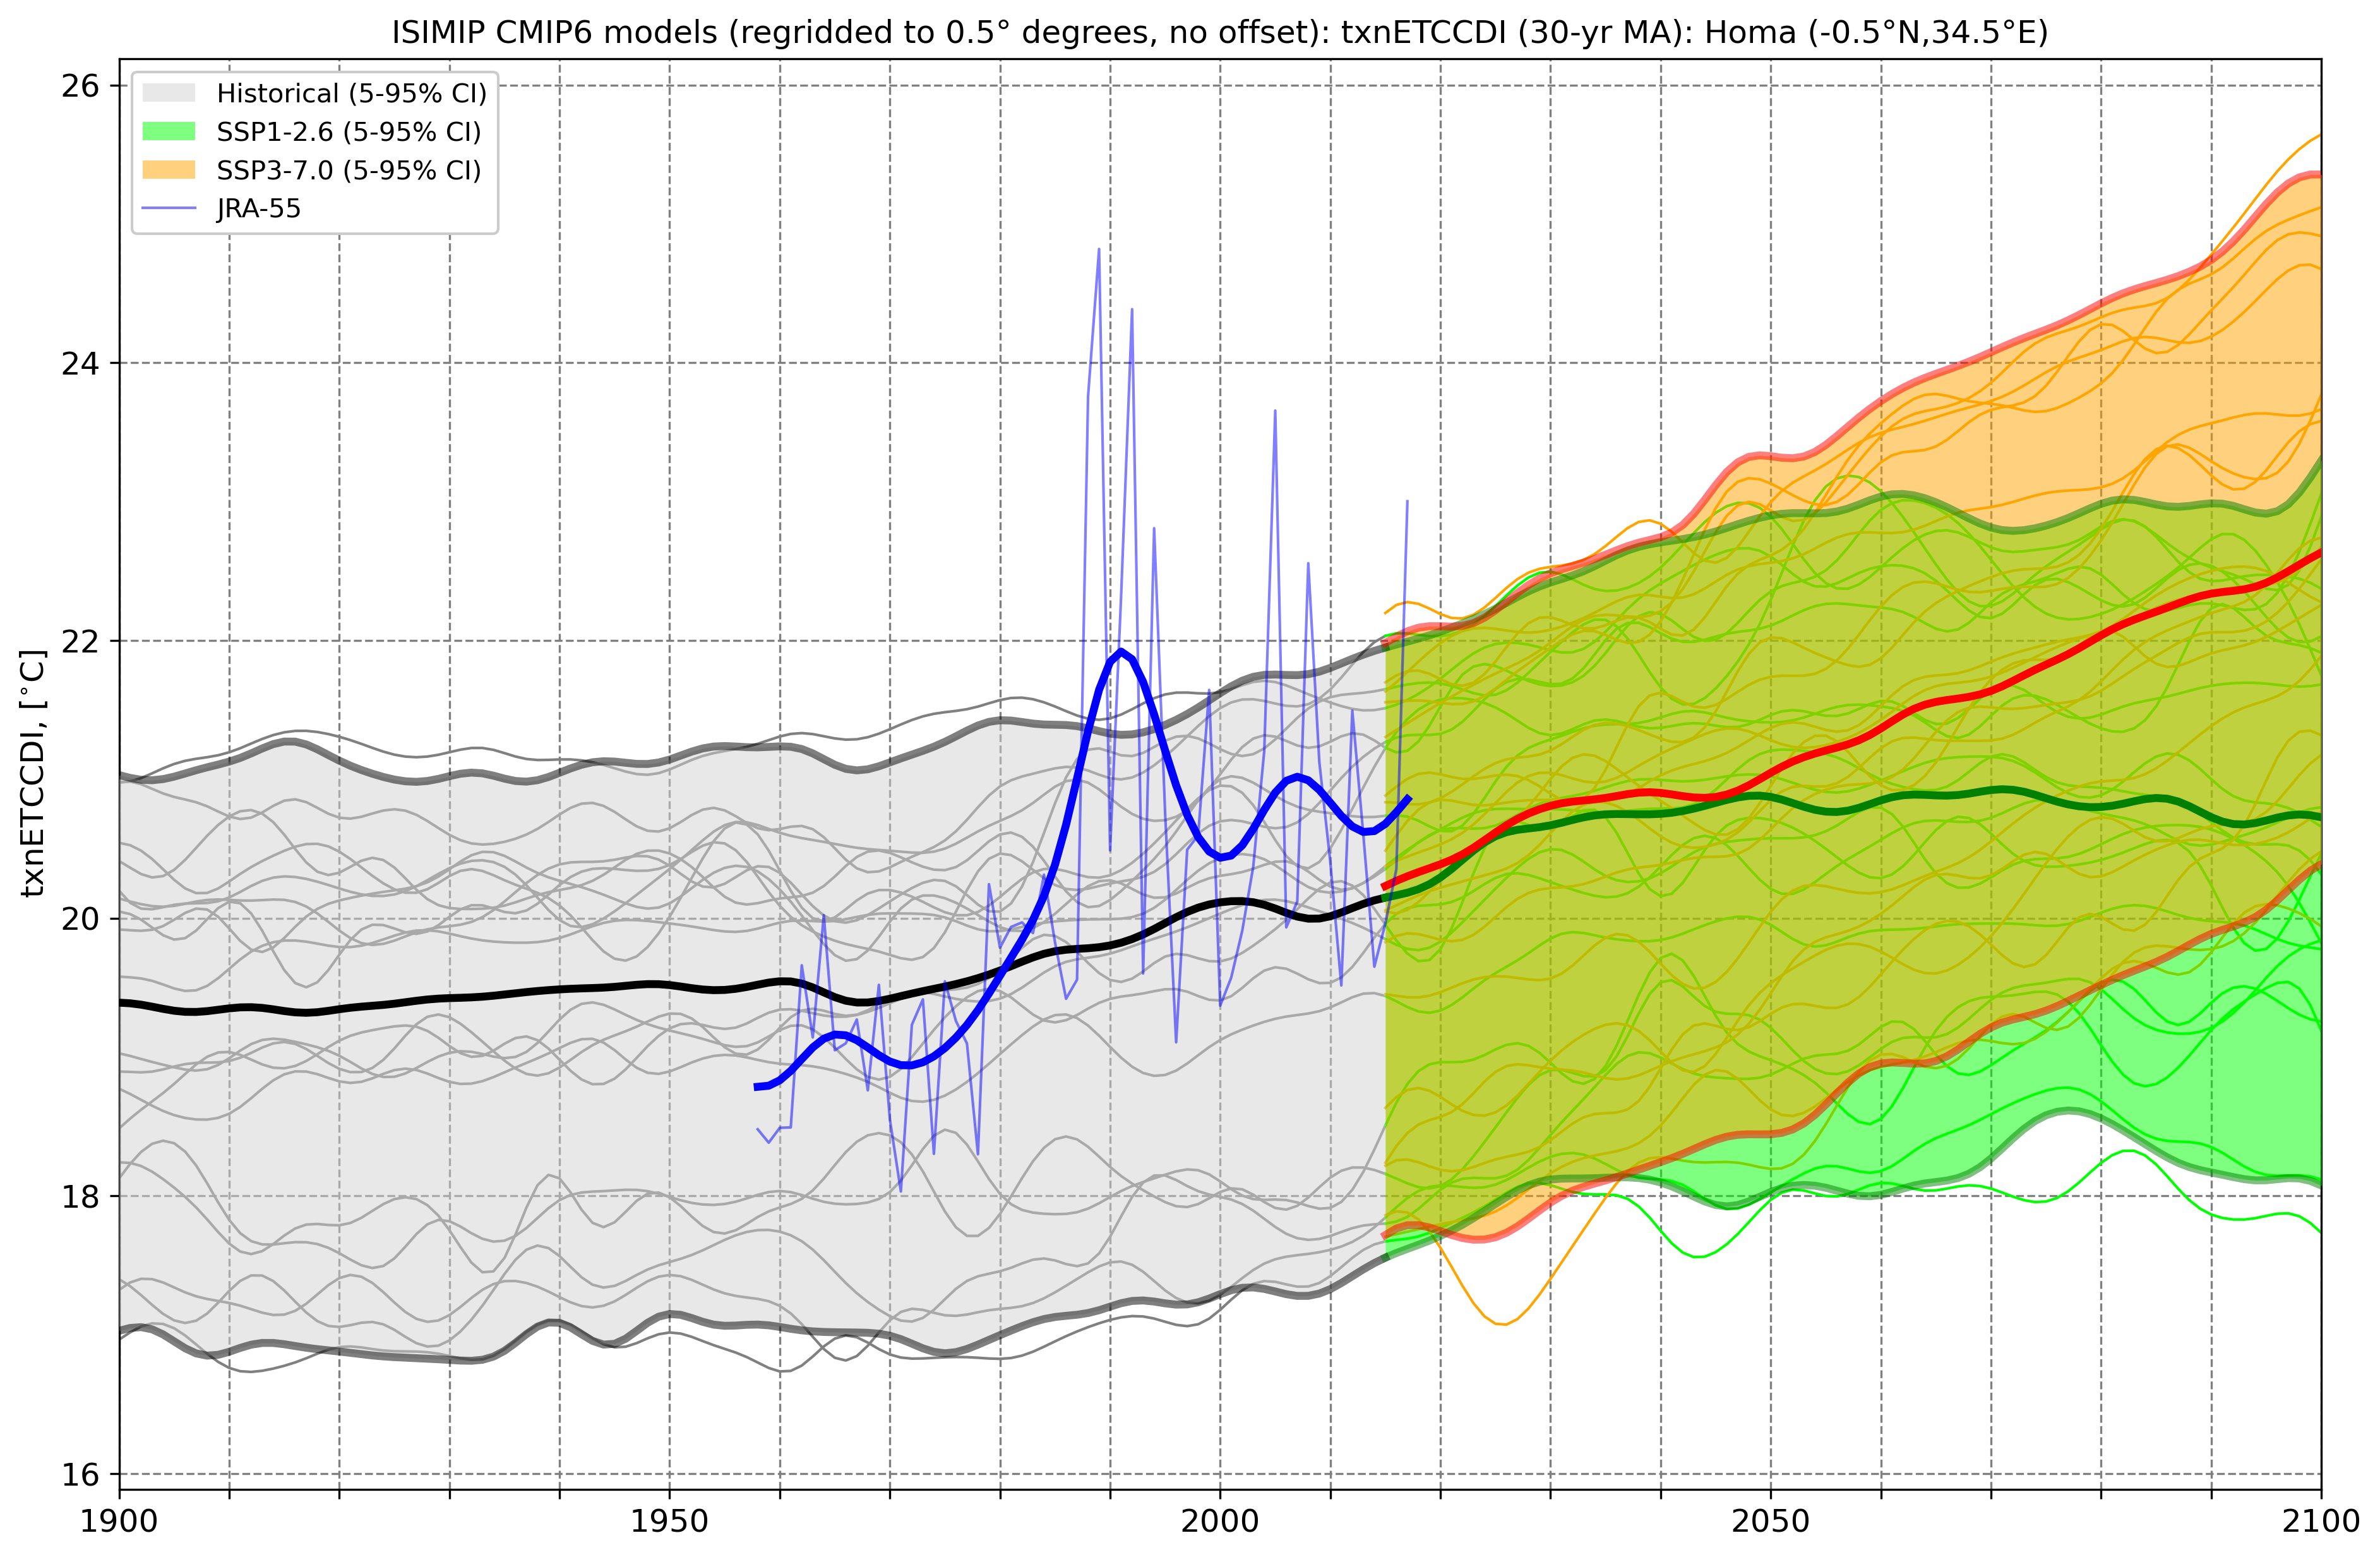 ISIMIP CMIP6 models (regridded to 0.5° degrees, no offset): txnETCCDI (30-yr MA): Homa (-0.5°N,34.5°E)
Historical (5-95% CI)
SSP1-2.6 (5-95% CI)
SSP3-7.0 (5-95% CI)
JRA-55
txnETCCDI, [°C]
26
24
22
20
18
16
1900
1950
2000
2050
2100